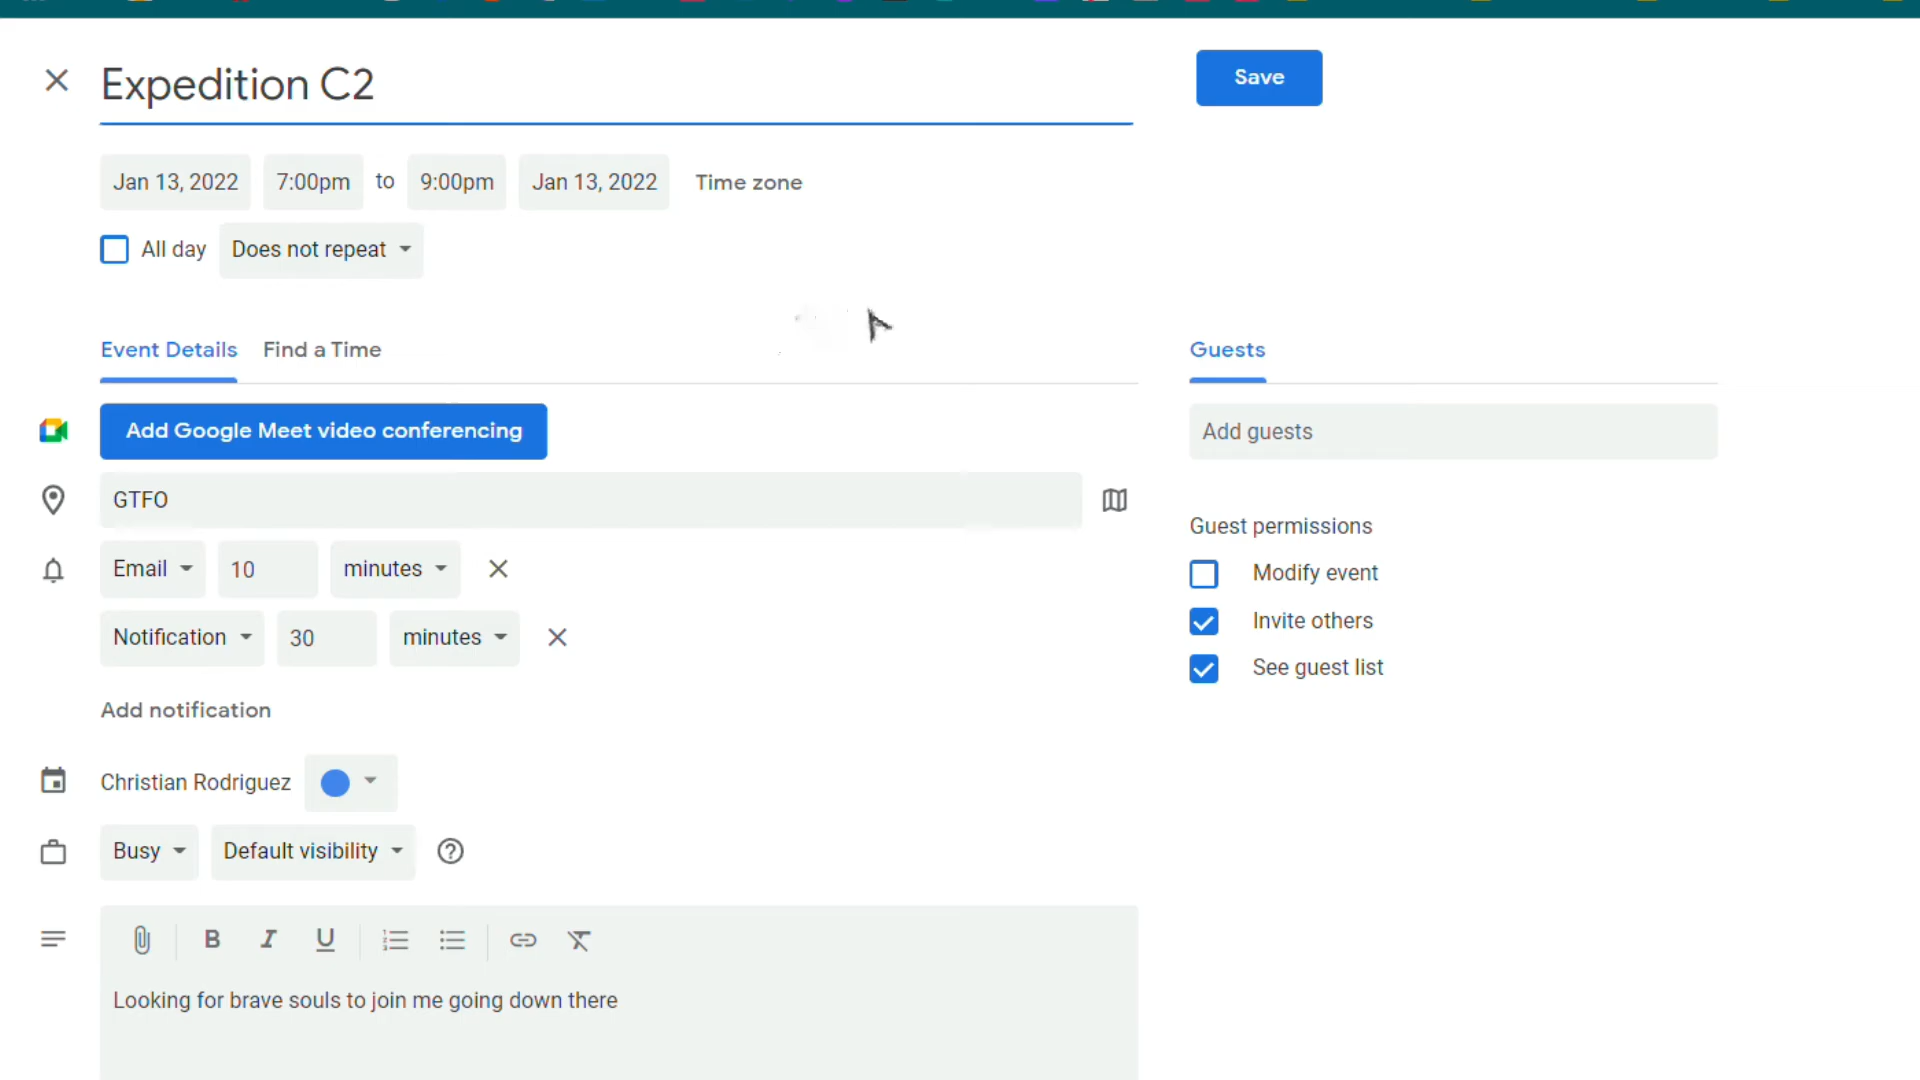 Expedition C2
Save
Jan 13, 2022 7:00pm to 9:00pm Jan 13, 2022 Time zone
All day Does not repeat
Event Details Find a Time
Guests
Add Google Meet video conferencing
Add guests
GTFO
Guest permissions
Email 10 minutes
Modify event
Notification 30 minutes
Invite others
See guest list
Add notification
Christian Rodriguez
Busy Default visibility
B I U
Looking for brave souls to join me going down there